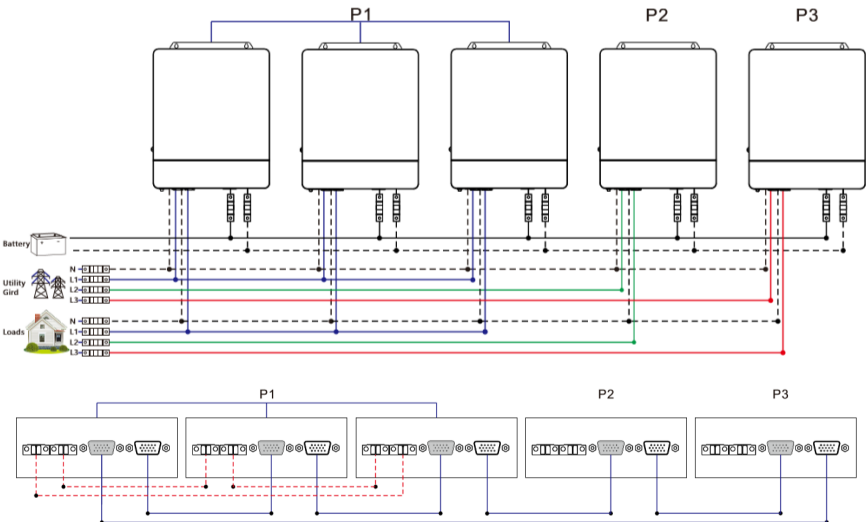 P1 P2 P3
Battery
Utility
Gird
N
L1
L2
L3
Loads
N
L1
L2
L3
P1 P2 P3